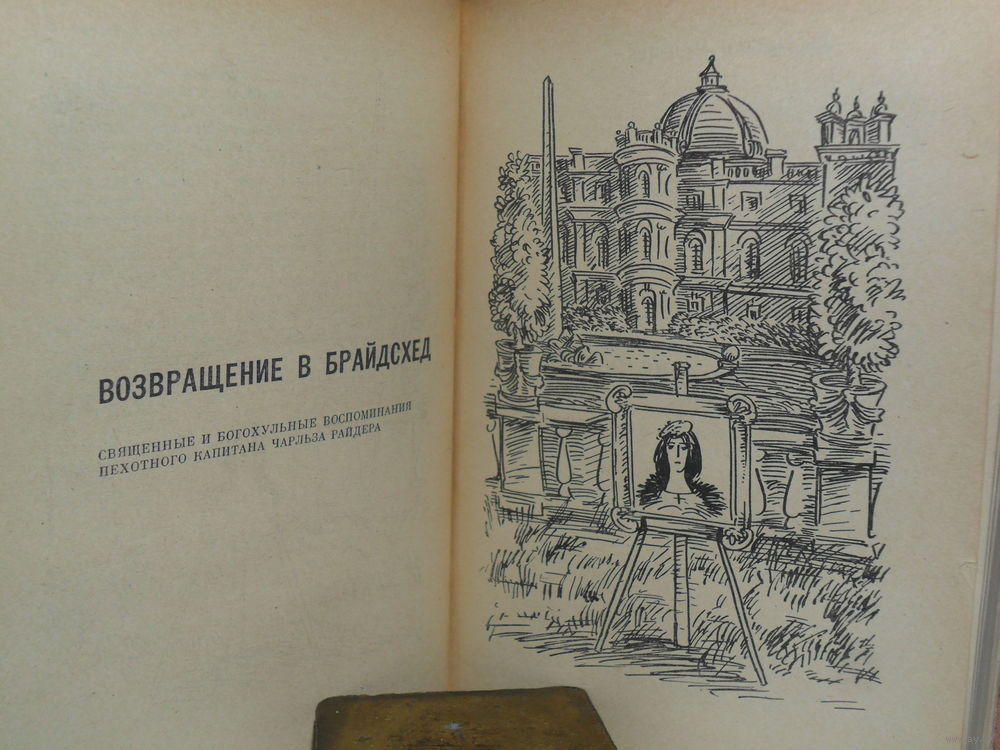 ВОЗВРАЩЕНИЕ В БРАЙДСХЕД
СВЯЩЕННЫЕ И БОГОХУЛЬНЫЕ ВОСПОМИНАНИЯ
ПЕХОТНОГО КАПИТАНА ЧАРЛЬЗА РАЙДЕРА